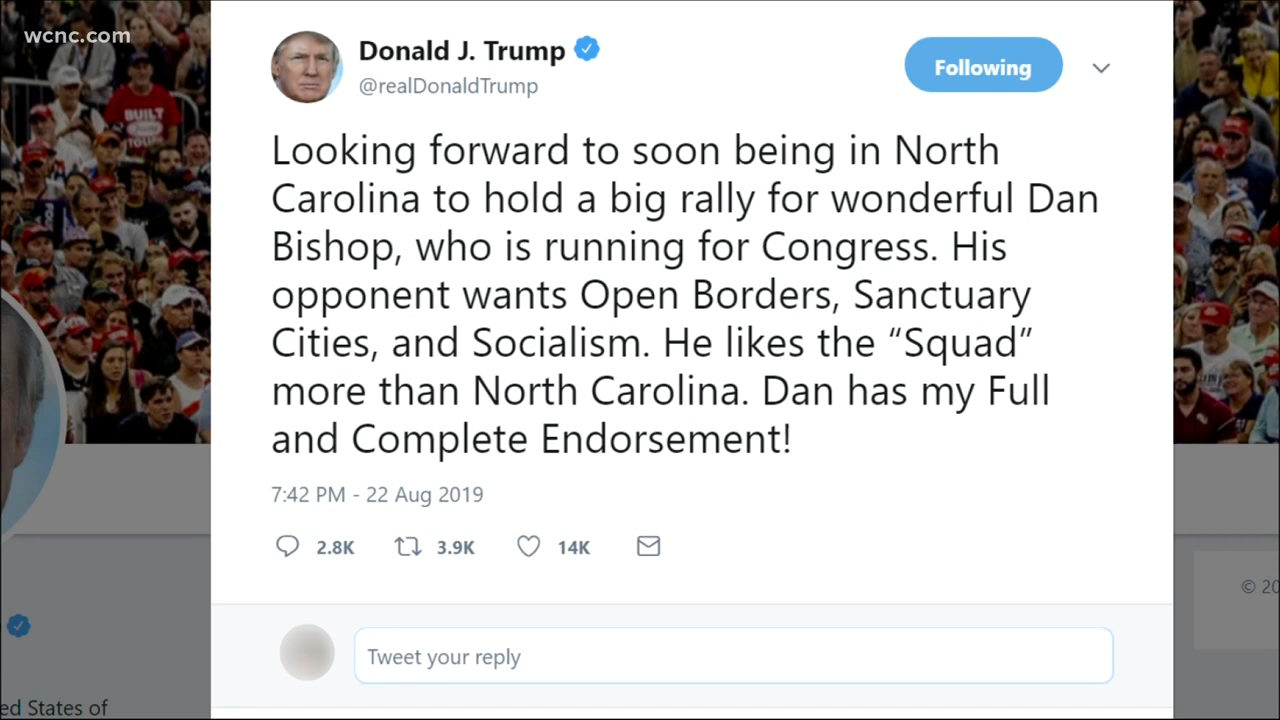 wcnc.com
Donald J. Trump
@realDonaldTrump
Following
Looking forward to soon being in North
Carolina to hold a big rally for wonderful Dan
Bishop, who is running for Congress. His
opponent wants Open Borders, Sanctuary
Cities, and Socialism. He likes the “Squad”
more than North Carolina. Dan has my Full
and Complete Endorsement!
7:42 PM - 22 Aug 2019
2.8K 3.9K 14K
Tweet your reply
BUILT
TOUGH
© 20
ed States of